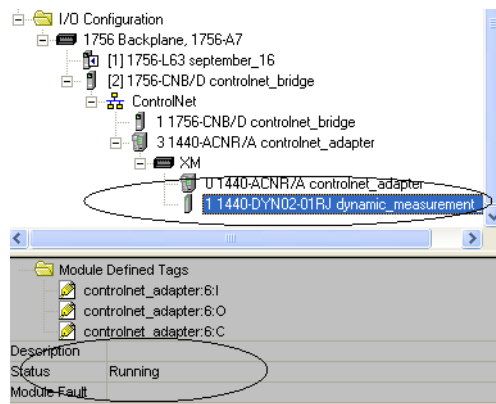 I/O Configuration
1756 Backplane, 1756-A7
[1] 1756-L63 september_16
[2] 1756-CNB/D controlnet_bridge
ControlNet
1 1756-CNB/D controlnet_bridge
3 1440-ACNR/A controlnet_adapter
XM
0 1440-ACNR/A controlnet_adapter
1 1440-DYN02-01RJ dynamic_measurement
Module Defined Tags
controlnet_adapter:6:I
controlnet_adapter:6:O
controlnet_adapter:6:C
Description
Status Running
Module Fault